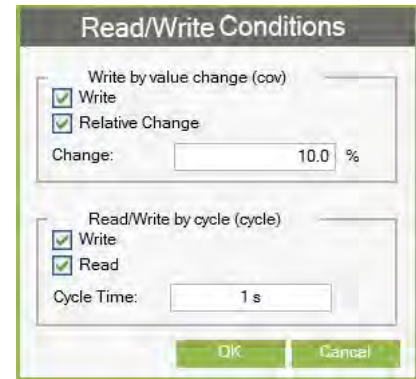 Read/Write Conditions
Write by value change (cov)
Write
Relative Change
Change: 10.0 %
Read/Write by cycle (cycle)
Write
Read
Cycle Time: 1 s
OK Cancel